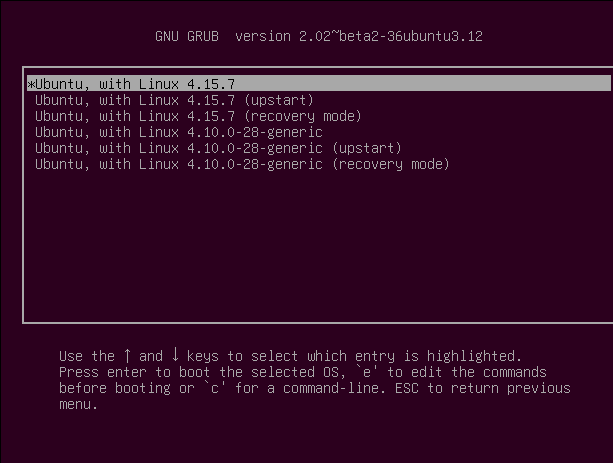 GNU GRUB  version 2.02~beta2-36ubuntu3.12
*Ubuntu, with Linux 4.15.7
Ubuntu, with Linux 4.15.7 (upstart)
Ubuntu, with Linux 4.15.7 (recovery mode)
Ubuntu, with Linux 4.10.0-28-generic
Ubuntu, with Linux 4.10.0-28-generic (upstart)
Ubuntu, with Linux 4.10.0-28-generic (recovery mode)
Use the ↑ and ↓ keys to select which entry is highlighted.
Press enter to boot the selected OS, `e' to edit the commands
before booting or `c' for a command-line. ESC to return previous
menu.